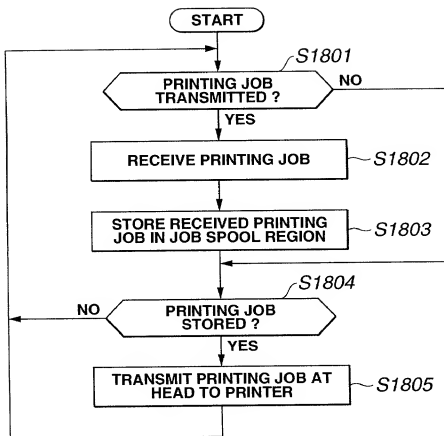 START
S1801
PRINTING JOB
TRANSMITTED ?
NO
YES
RECEIVE PRINTING JOB
S1802
STORE RECEIVED PRINTING
JOB IN JOB SPOOL REGION
S1803
S1804
NO
PRINTING JOB
STORED ?
YES
TRANSMIT PRINTING JOB AT
HEAD TO PRINTER
S1805